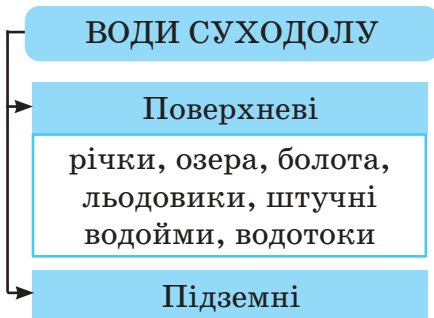 ВОДИ СУХОДОЛУ
Поверхневі
річки, озера, болота,
льодовики, штучні
водойми, водотоки
Підземні